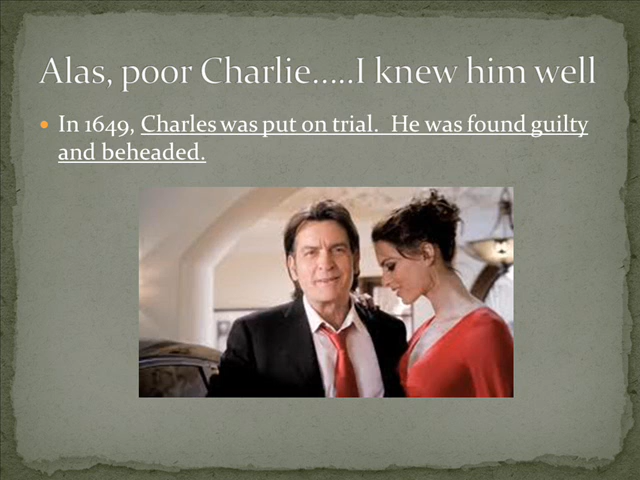 Alas, poor Charlie.....I knew him well
In 1649, Charles was put on trial.  He was found guilty
and beheaded.